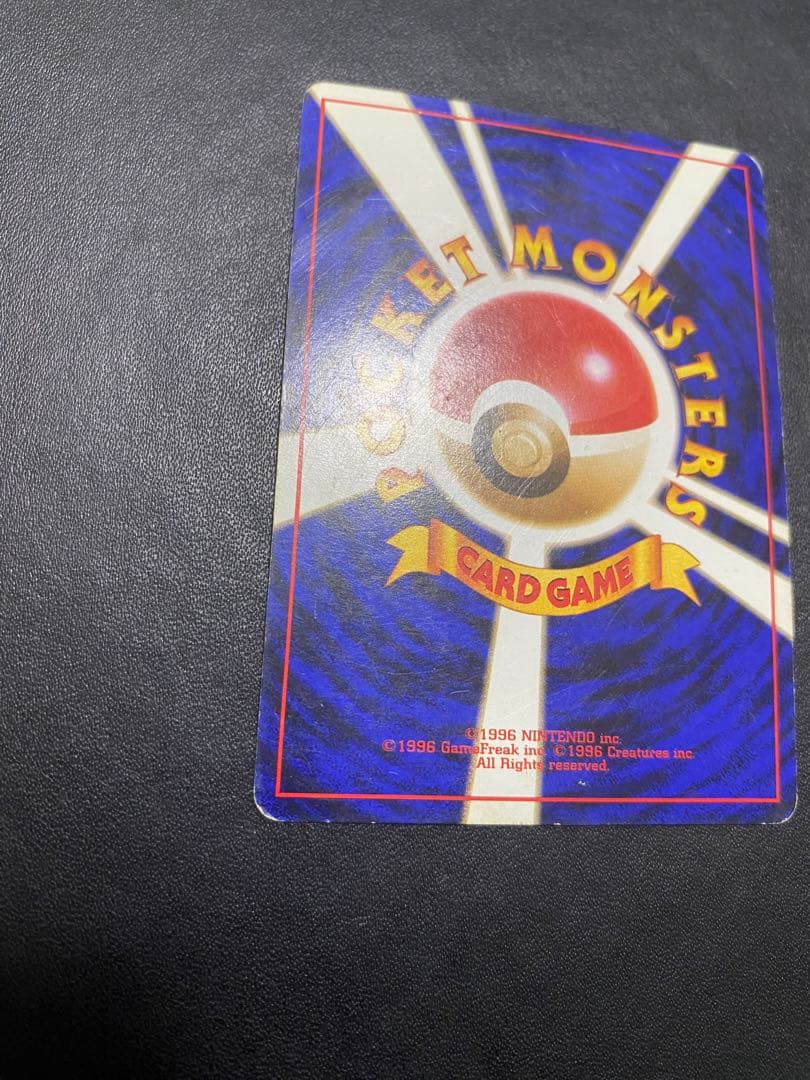 POCKET MONSTERS
CARD GAME
©1996 NINTENDO inc.
©1996 GameFreak inc. ©1996 Creatures inc.
All Rights reserved.